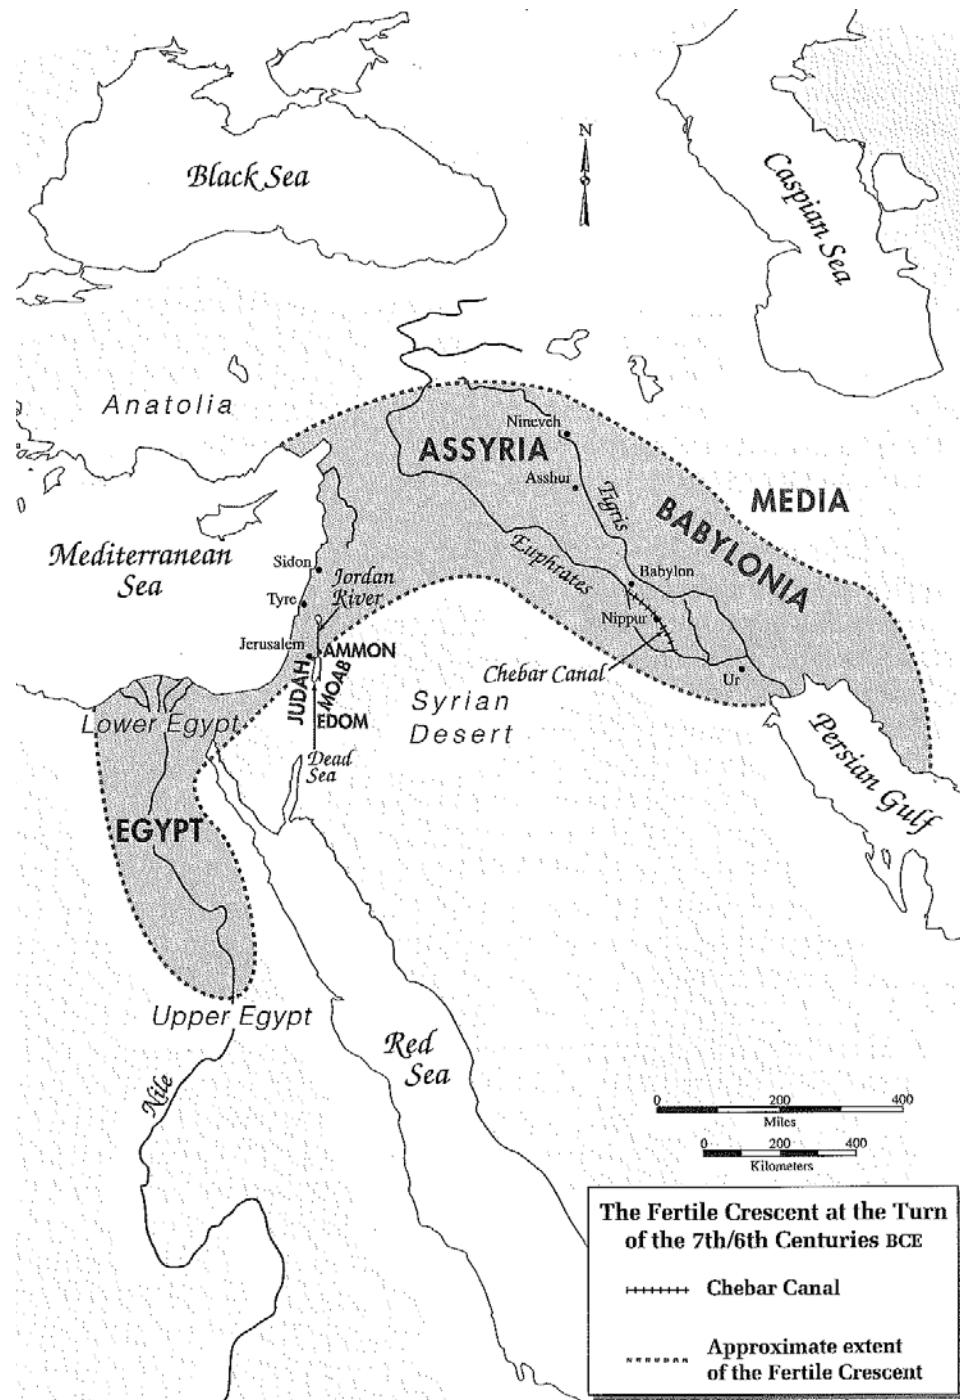 N
Black Sea
Caspian Sea
Anatolia
Nineveh
ASSYRIA
Asshur
Tigris
MEDIA
BABYLONIA
Mediterranean
Sea
Euphrates
Sidon
Jordan
River
Babylon
Tyre
Nippur
Jerusalem
AMMON
Chebar Canal
Ur
JUDAH
MOAB
Syrian
Desert
EDOM
Lower Egypt
Dead
Sea
Persian Gulf
EGYPT
Upper Egypt
Red
Sea
Nile
0 200 400
Miles
0 200 400
Kilometers
The Fertile Crescent at the Turn
of the 7th/6th Centuries BCE
Chebar Canal
Approximate extent
of the Fertile Crescent